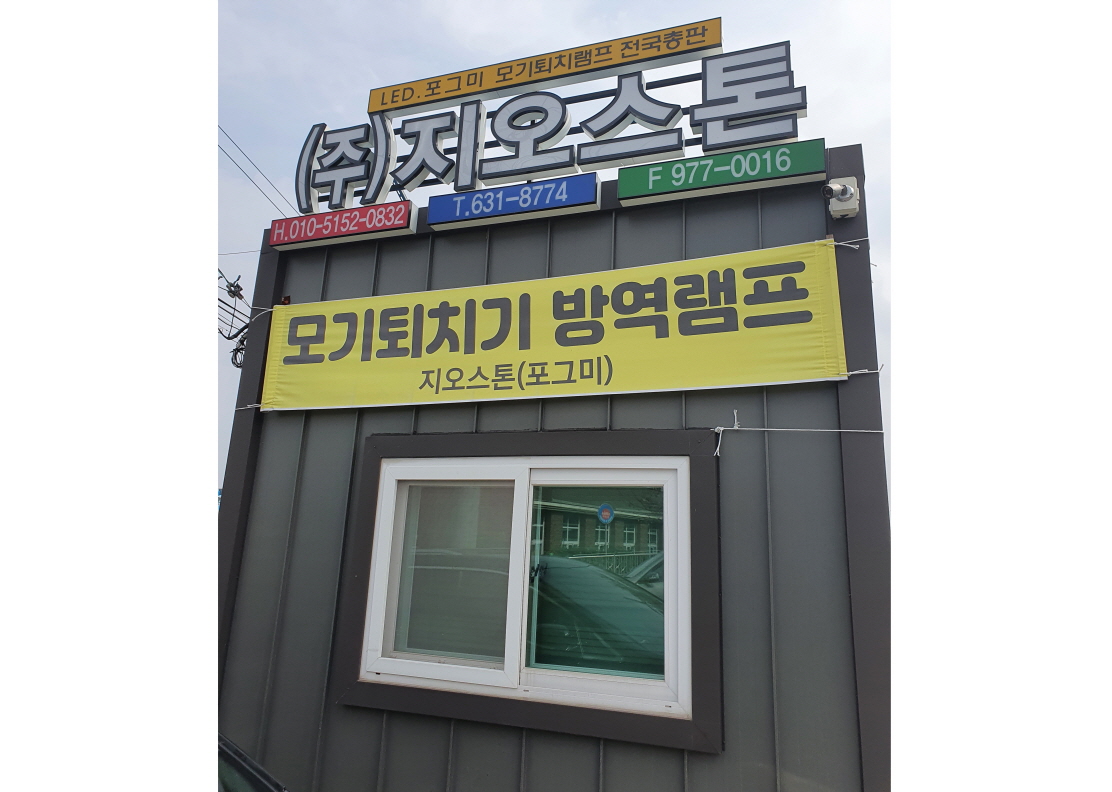 LED.포그미 모기퇴치램프 전국총판
(주)지오스톤
H.010-5152-0832
T.631-8774
F 977-0016
모기퇴치기 방역램프
지오스톤(포그미)